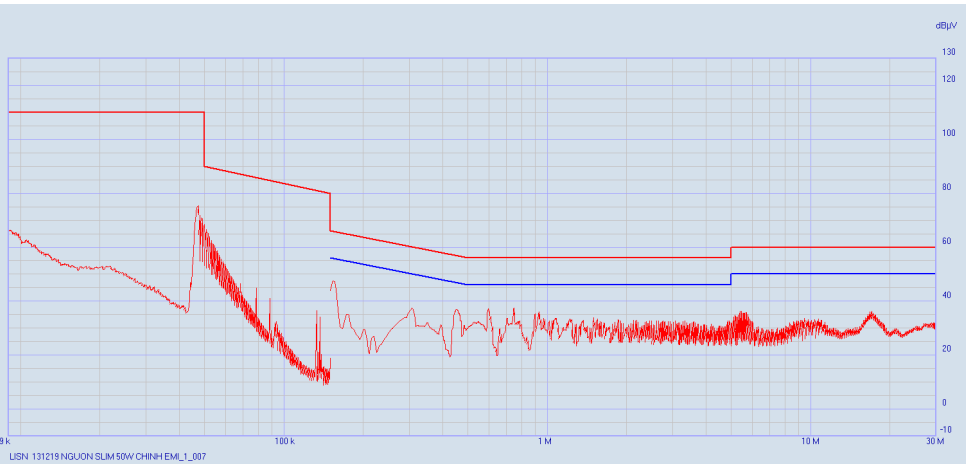 dBµV
130
120
100
80
60
40
20
0
-10
9 k
100 k
1 M
10 M
30 M
LISN 131219 NGUON SLIM 50W CHINH EMI_1_007